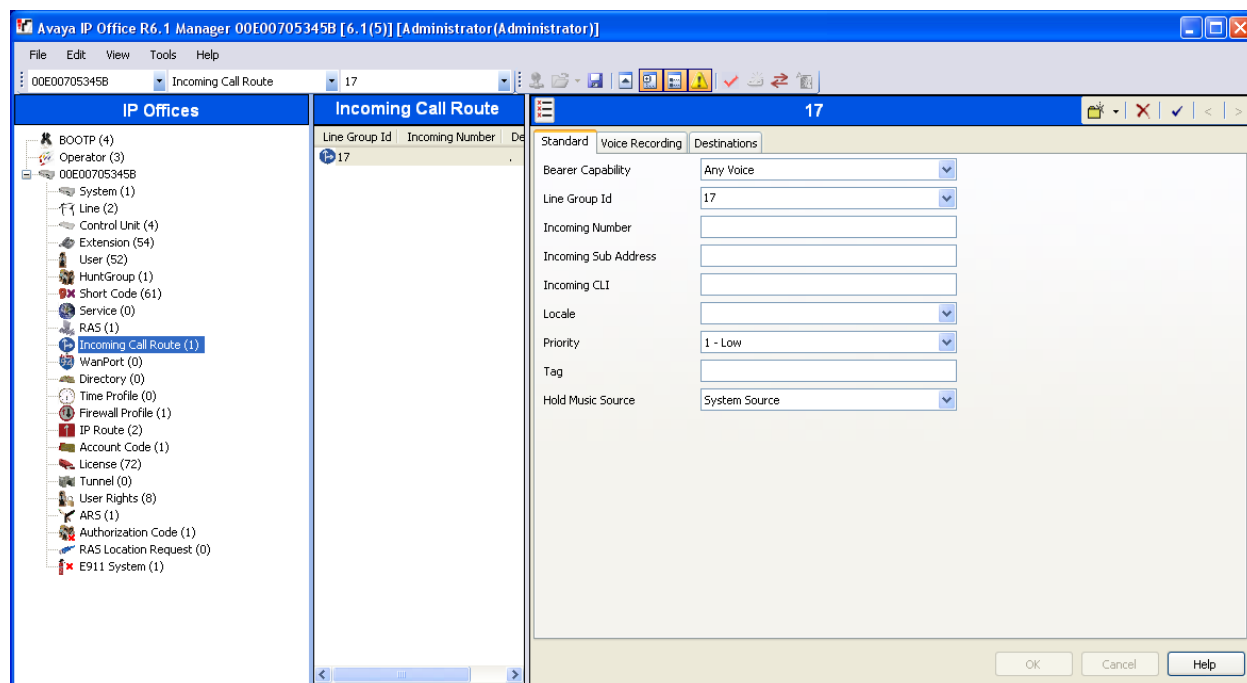 Avaya IP Office R6.1 Manager 00E00705345B [6.1(5)] [Administrator(Administrator)]
File Edit View Tools Help
00E00705345B Incoming Call Route 17
IP Offices
BOOTP (4)
Operator (3)
00E00705345B
System (1)
Line (2)
Control Unit (4)
Extension (54)
User (52)
HuntGroup (1)
Short Code (61)
Service (0)
RAS (1)
Incoming Call Route (1)
WanPort (0)
Directory (0)
Time Profile (0)
Firewall Profile (1)
IP Route (2)
Account Code (1)
License (72)
Tunnel (0)
User Rights (8)
ARS (1)
Authorization Code (1)
RAS Location Request (0)
E911 System (1)
Incoming Call Route
Line Group Id Incoming Number De
17 .
17
Standard Voice Recording Destinations
Bearer Capability Any Voice
Line Group Id 17
Incoming Number
Incoming Sub Address
Incoming CLI
Locale
Priority 1 - Low
Tag
Hold Music Source System Source
OK Cancel Help